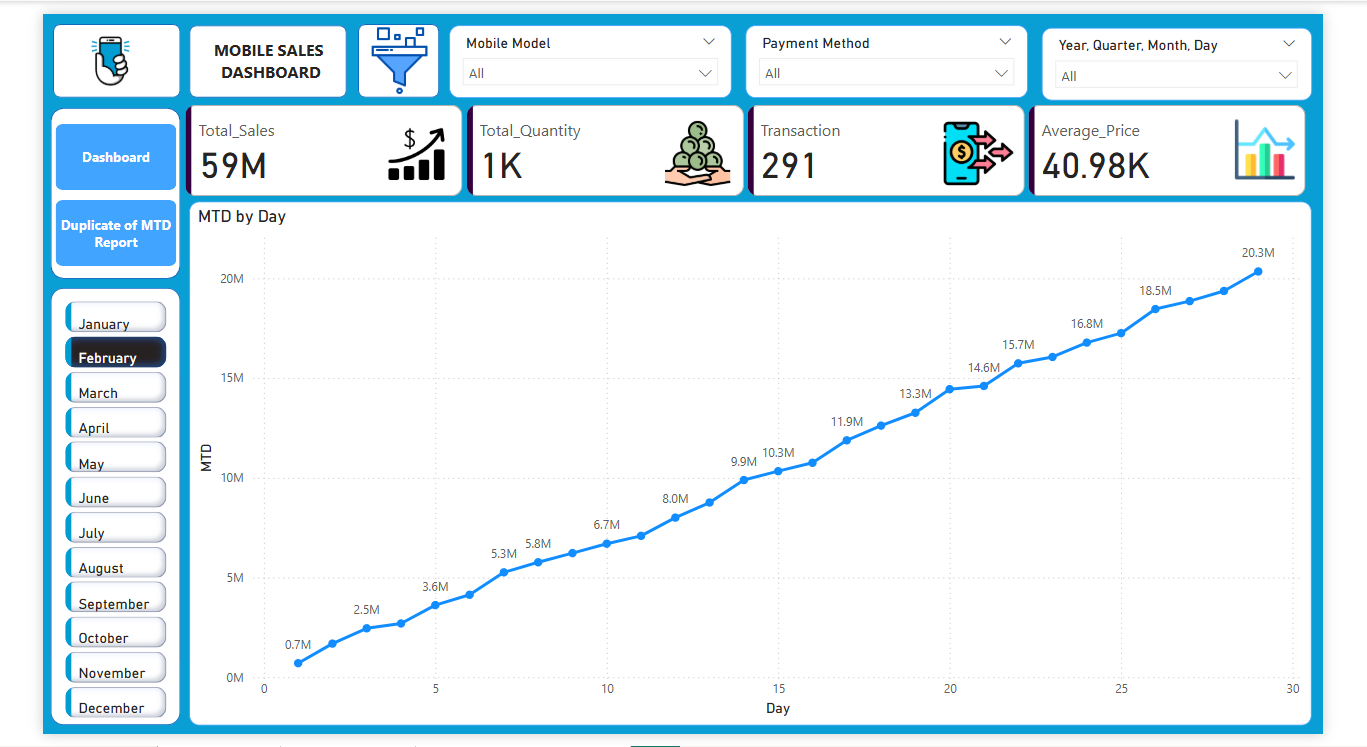 MOBILE SALES
DASHBOARD
Mobile Model
All
Payment Method
All
Year, Quarter, Month, Day
All
Dashboard
Duplicate of MTD
Report
Total_Sales
59M
$
Total_Quantity
1K
Transaction
291
$
Average_Price
40.98K
January
February
March
April
May
June
July
August
September
October
November
December
MTD by Day
MTD
20M
15M
10M
5M
0M
0.7M
2.5M
3.6M
5.3M
5.8M
6.7M
8.0M
9.9M
10.3M
11.9M
13.3M
14.6M
15.7M
16.8M
18.5M
20.3M
0 5 10 15 20 25 30
Day